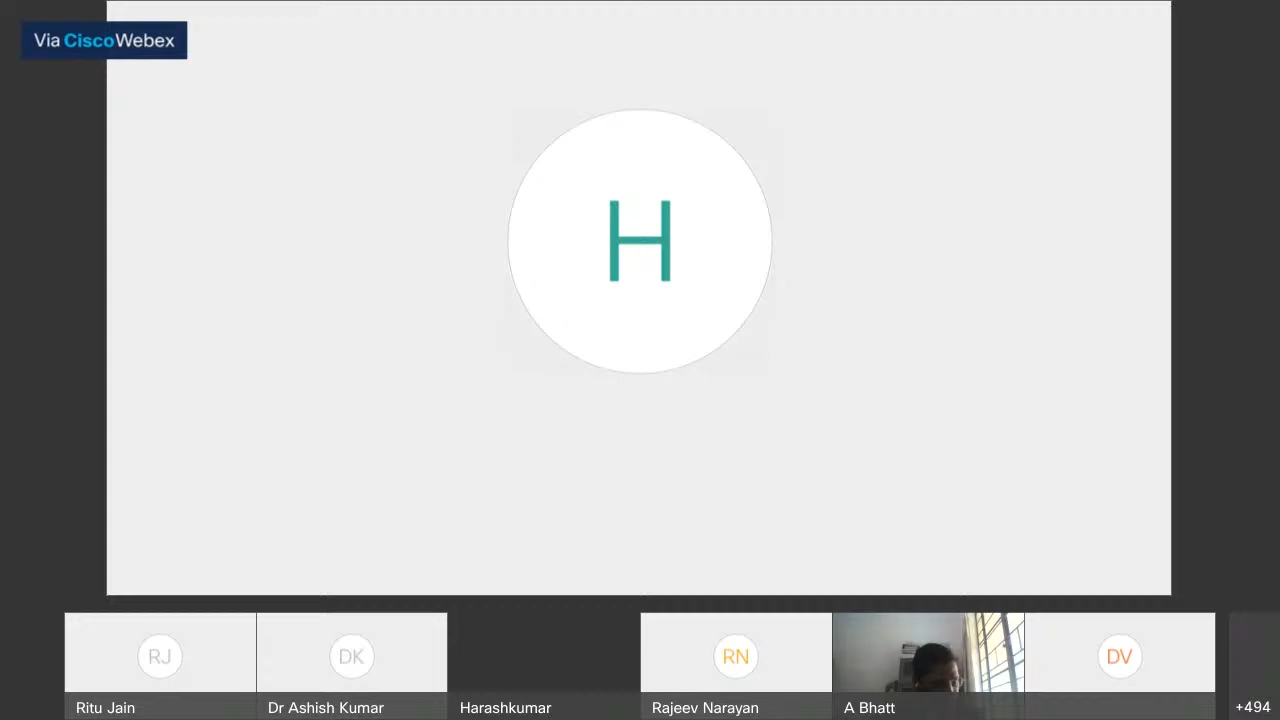 Via CiscoWebex
H
RJ
DK
RN
DV
Ritu Jain
Dr Ashish Kumar
Harashkumar
Rajeev Narayan
A Bhatt
+494